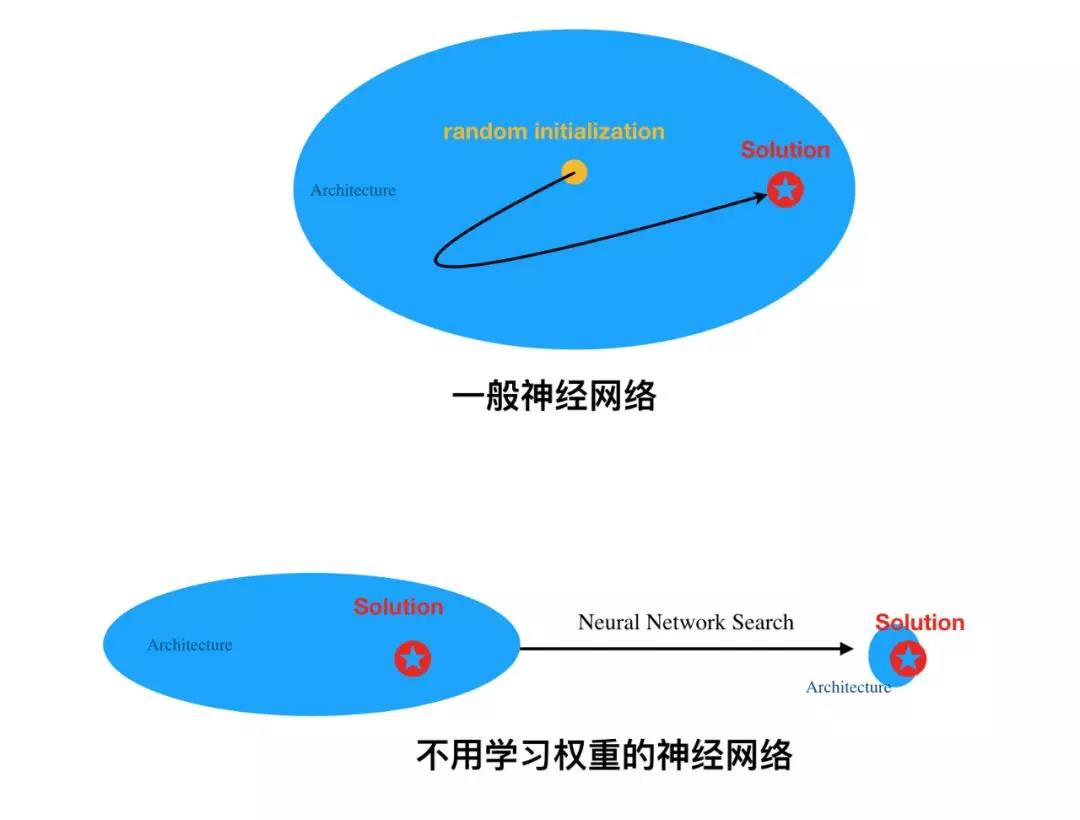 random initialization
Solution
Architecture
一般神经网络
Solution
Neural Network Search
Solution
Architecture
Architecture
不用学习权重的神经网络